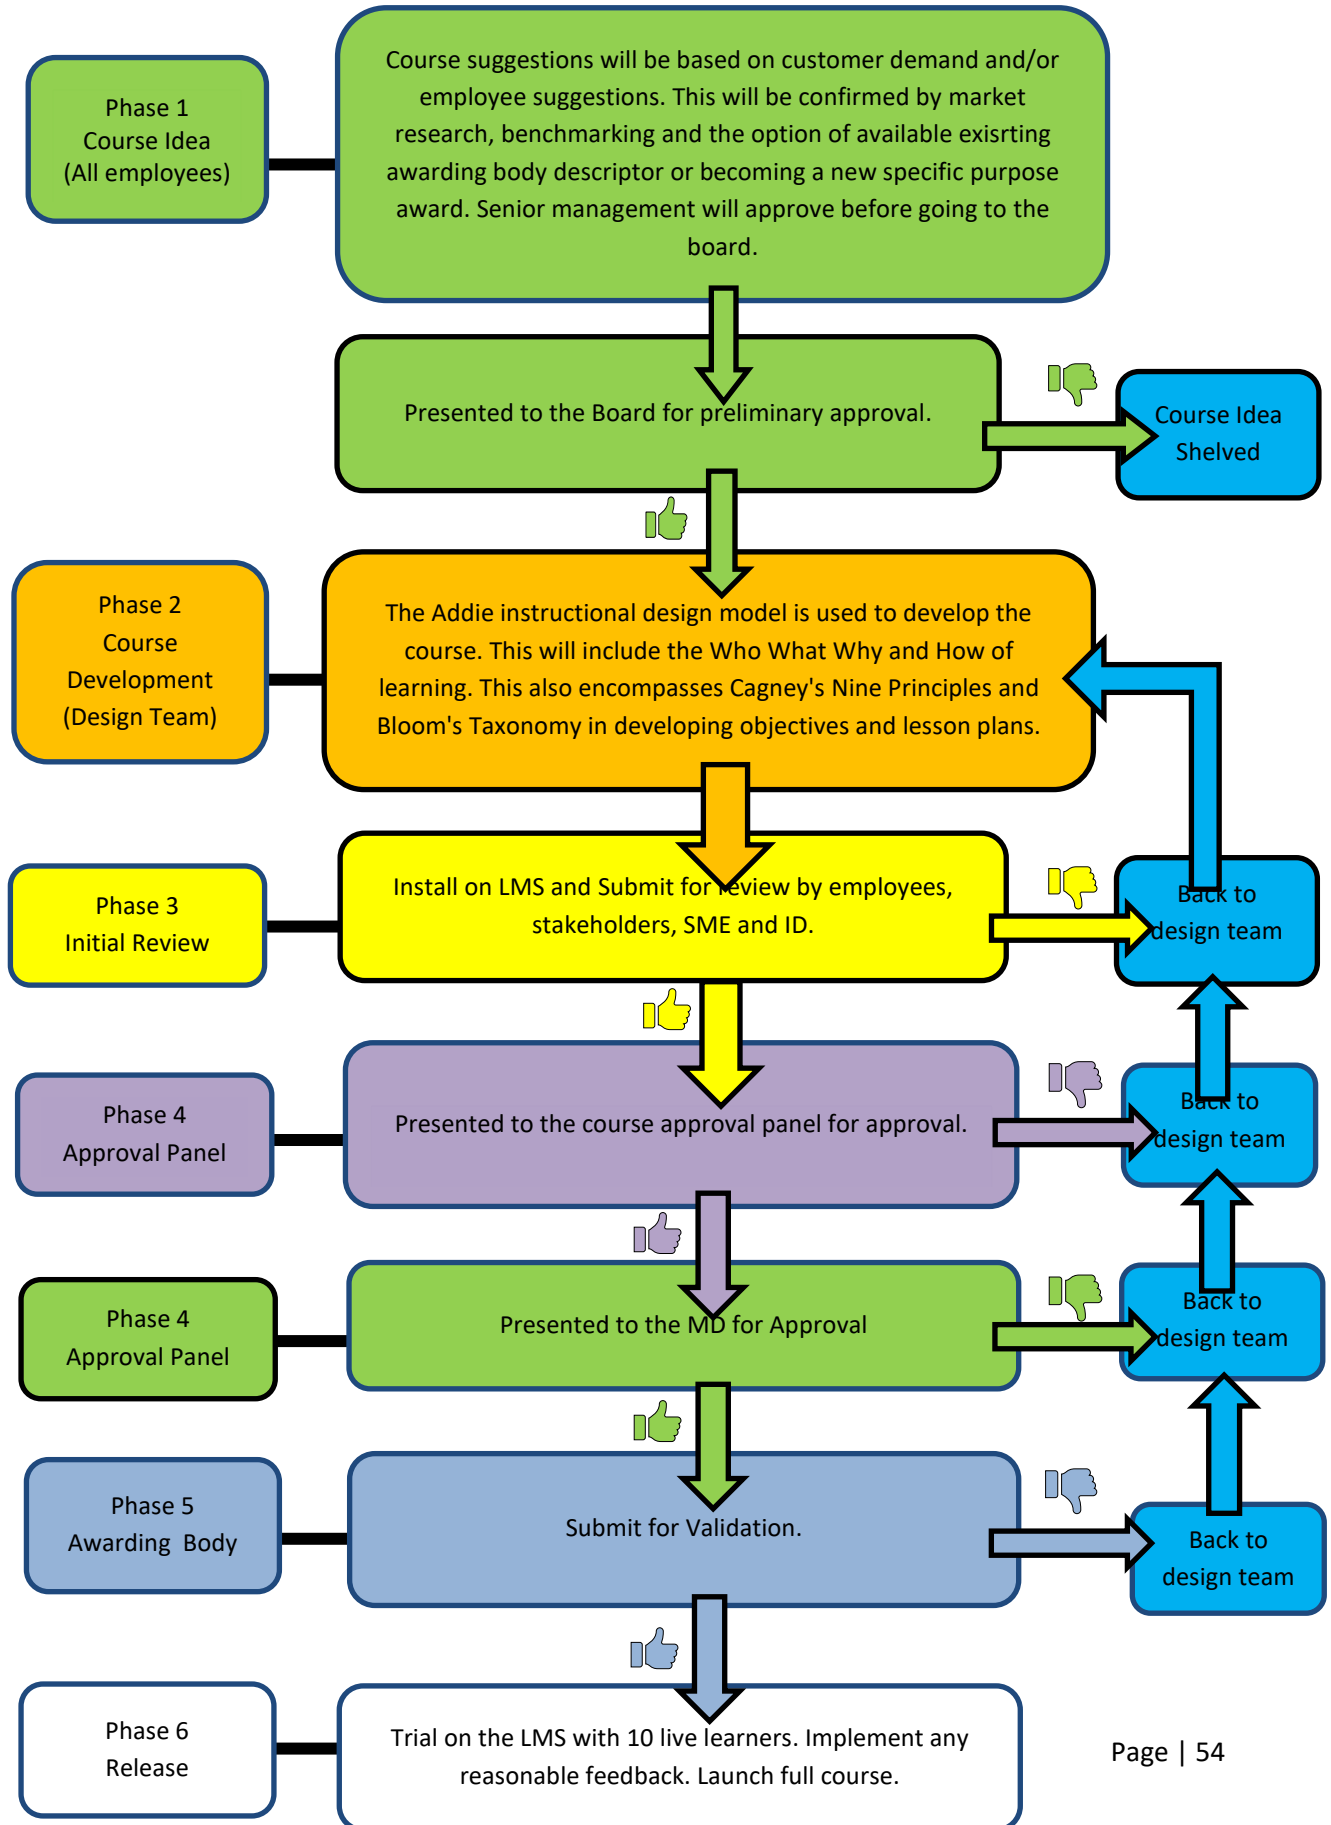 Phase 1
Course Idea
(All employees)
Course suggestions will be based on customer demand and/or
employee suggestions. This will be confirmed by market
research, benchmarking and the option of available exisrting
awarding body descriptor or becoming a new specific purpose
award. Senior management will approve before going to the
board.
Presented to the Board for preliminary approval.
Course Idea
Shelved
Phase 2
Course
Development
(Design Team)
The Addie instructional design model is used to develop the
course. This will include the Who What Why and How of
learning. This also encompasses Cagney's Nine Principles and
Bloom's Taxonomy in developing objectives and lesson plans.
Phase 3
Initial Review
Install on LMS and Submit for review by employees,
stakeholders, SME and ID.
Back to
design team
Phase 4
Approval Panel
Presented to the course approval panel for approval.
Back to
design team
Phase 4
Approval Panel
Presented to the MD for Approval
Back to
design team
Phase 5
Awarding  Body
Submit for Validation.
Back to
design team
Phase 6
Release
Trial on the LMS with 10 live learners. Implement any
reasonable feedback. Launch full course.
Page | 54